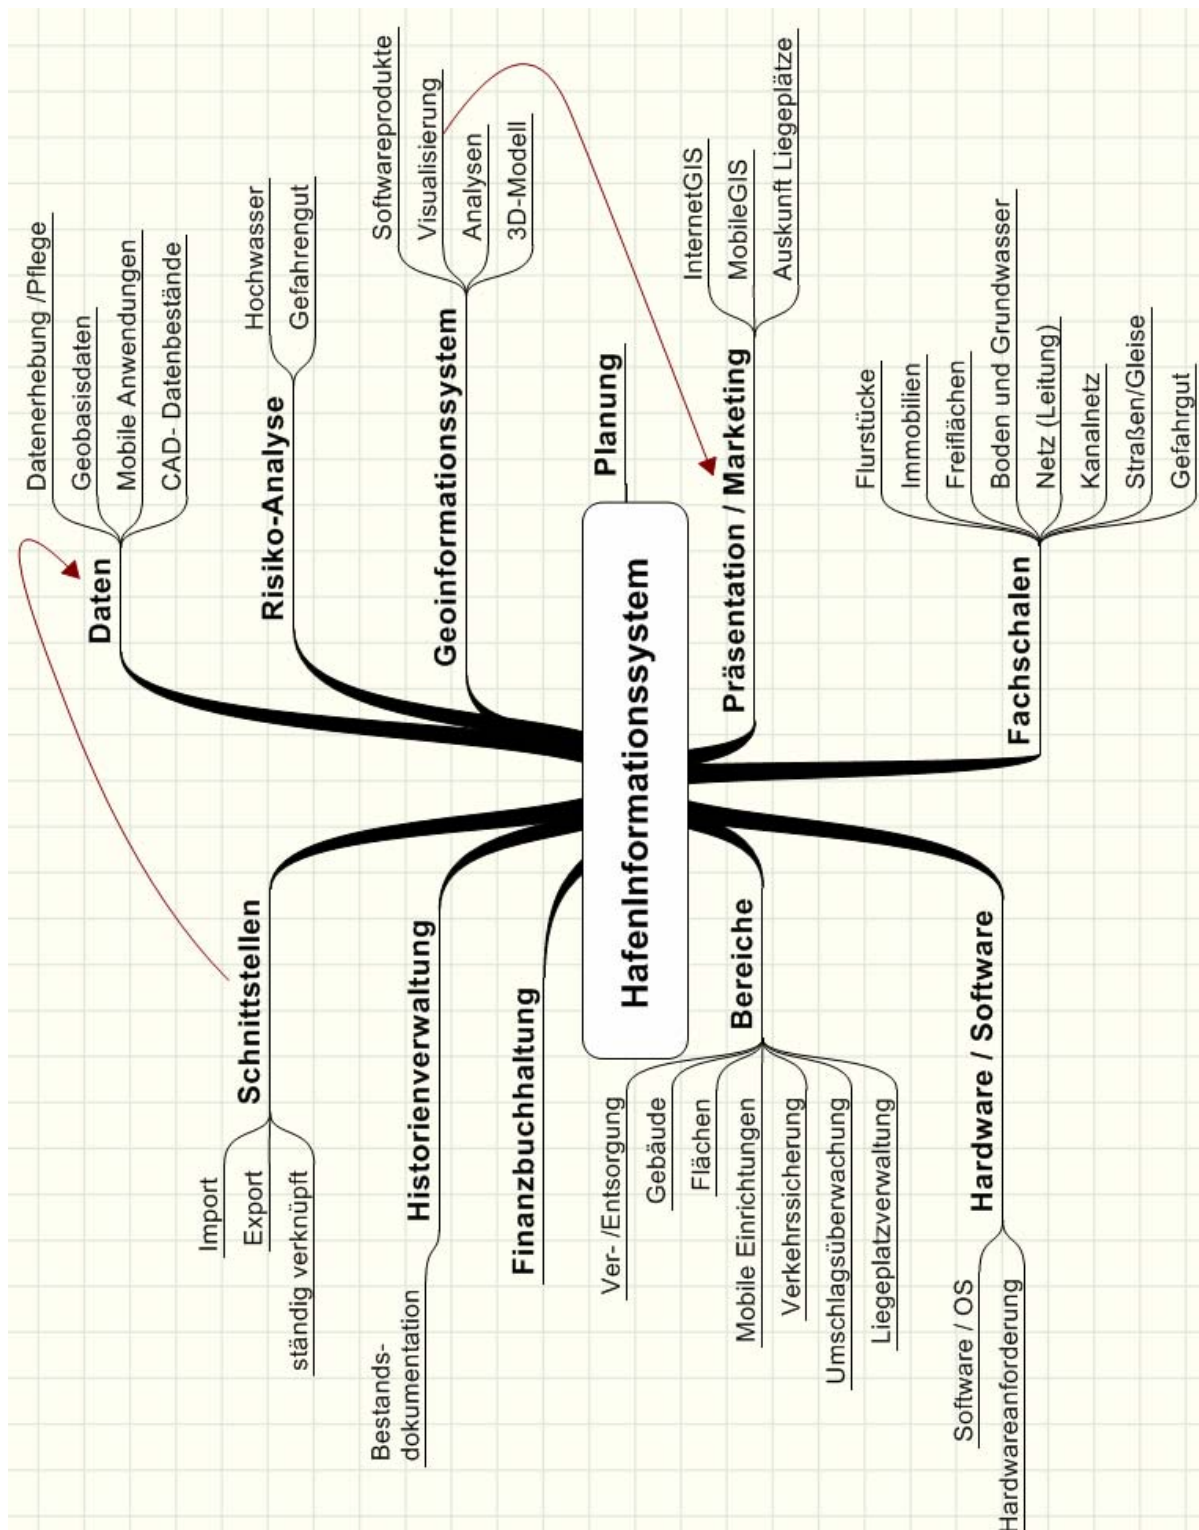 HafenInformationssystem
Daten
Datenerhebung /Pflege
Geobasisdaten
Mobile Anwendungen
CAD- Datenbestände
Risiko-Analyse
Hochwasser
Gefahrengut
Geoinformationssystem
Softwareprodukte
Visualisierung
Analysen
3D-Modell
Planung
Präsentation / Marketing
InternetGIS
MobileGIS
Auskunft Liegeplätze
Fachschalen
Flurstücke
Immobilien
Freiflächen
Boden und Grundwasser
Netz (Leitung)
Kanalnetz
Straßen/Gleise
Gefahrgut
Schnittstellen
Import
Export
ständig verknüpft
Historienverwaltung
Bestands-
dokumentation
Finanzbuchhaltung
Bereiche
Ver- /Entsorgung
Gebäude
Flächen
Mobile Einrichtungen
Verkehrssicherung
Umschlagsüberwachung
Liegeplatzverwaltung
Hardware / Software
Software / OS
Hardwareanforderung